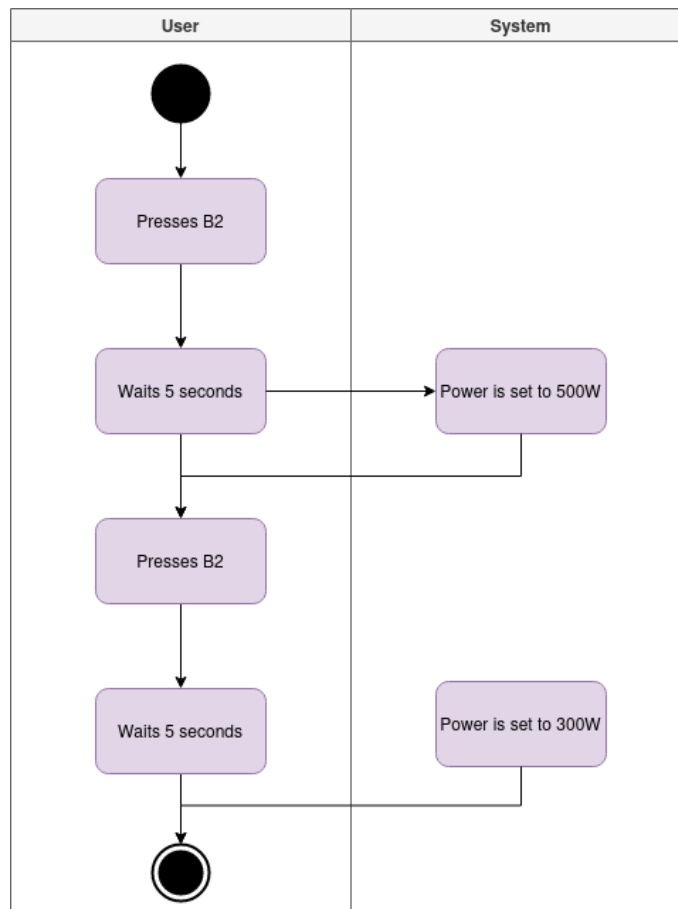 User
System
Presses B2
Waits 5 seconds
Power is set to 500W
Presses B2
Waits 5 seconds
Power is set to 300W